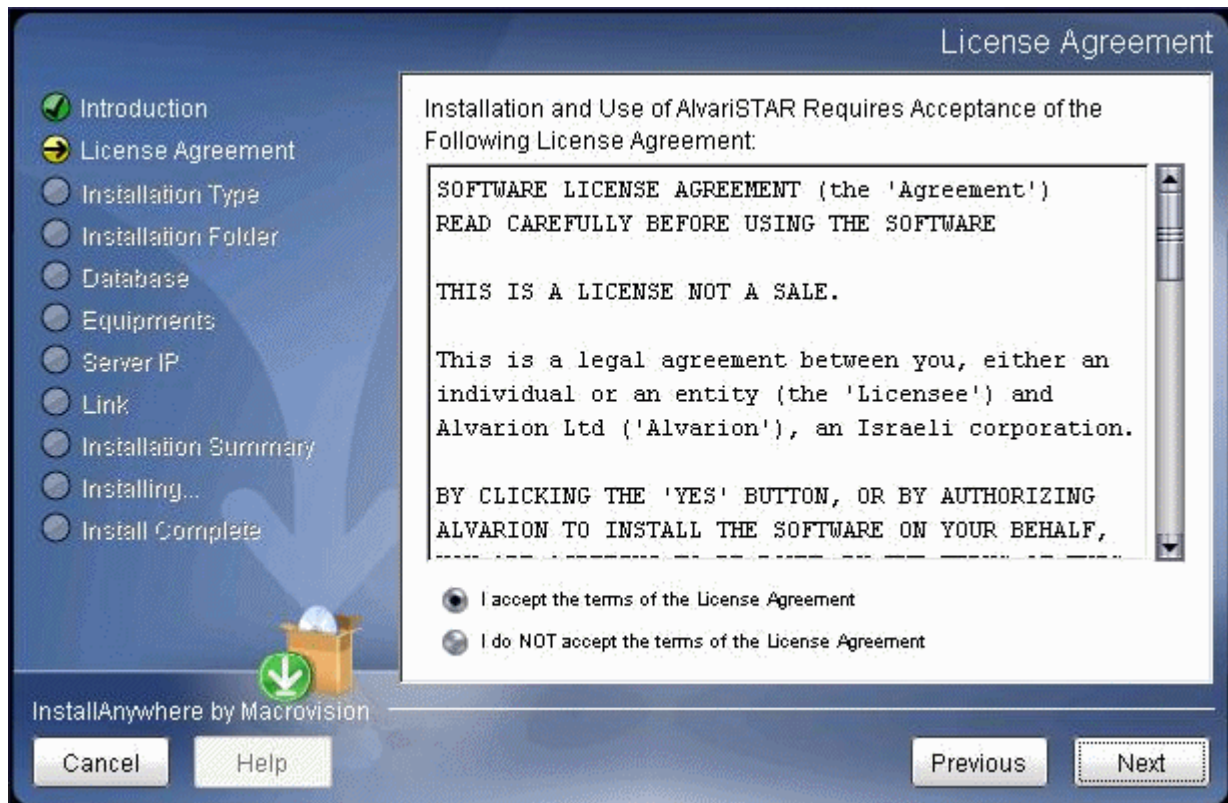 License Agreement
Introduction
License Agreement
Installation Type
Installation Folder
Database
Equipments
Server IP
Link
Installation Summary
Installing...
Install Complete
Installation and Use of AlvariSTAR Requires Acceptance of the
Following License Agreement:
SOFTWARE LICENSE AGREEMENT (the 'Agreement')
READ CAREFULLY BEFORE USING THE SOFTWARE
THIS IS A LICENSE NOT A SALE.
This is a legal agreement between you, either an
individual or an entity (the 'Licensee') and
Alvarion Ltd ('Alvarion'), an Israeli corporation.
BY CLICKING THE 'YES' BUTTON, OR BY AUTHORIZING
ALVARION TO INSTALL THE SOFTWARE ON YOUR BEHALF,
I accept the terms of the License Agreement
I do NOT accept the terms of the License Agreement
InstallAnywhere by Macrovision
Cancel
Help
Previous
Next